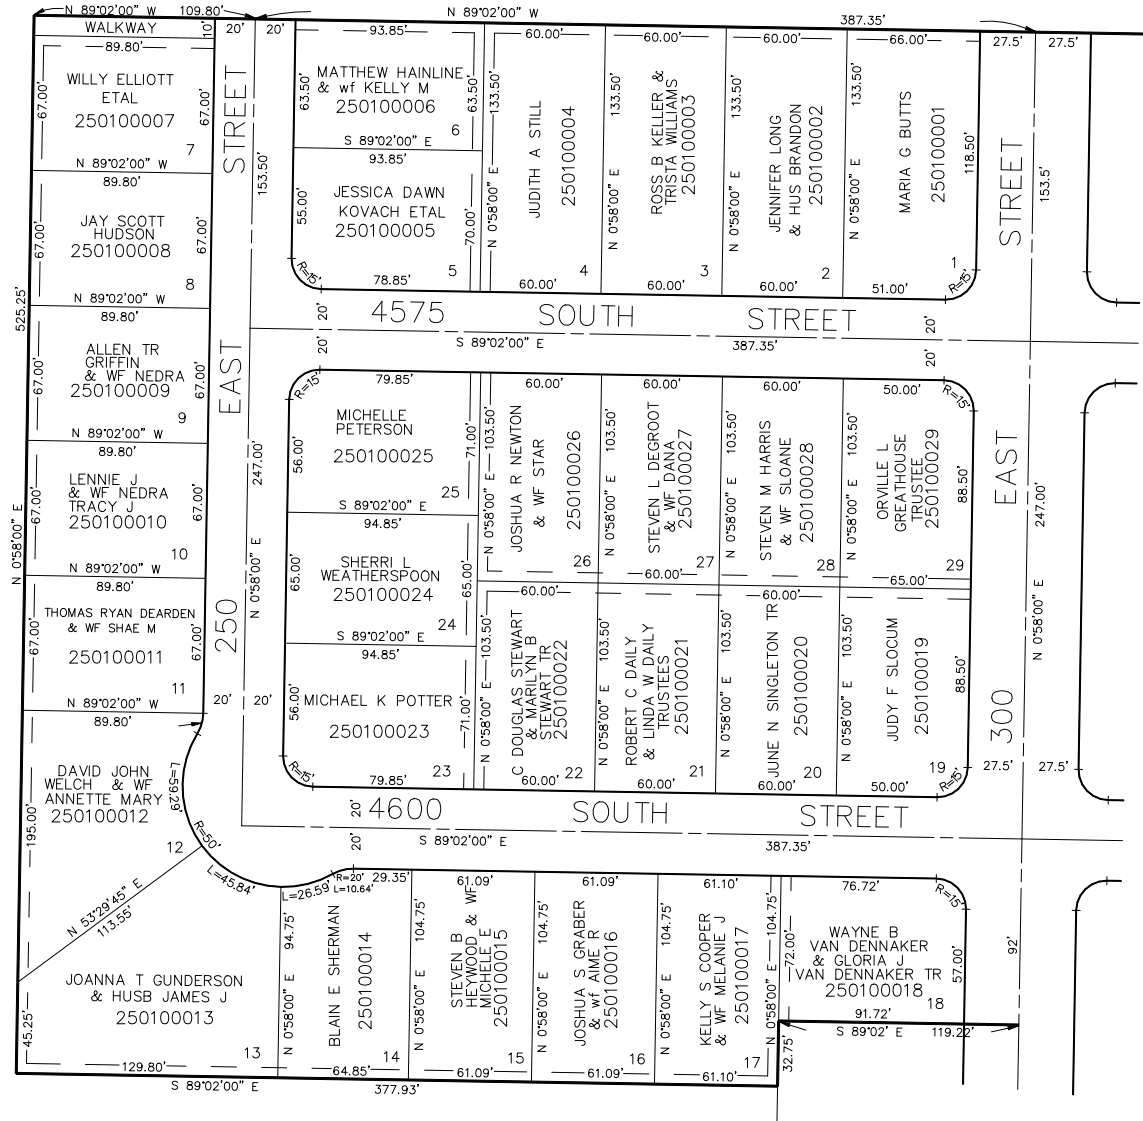 N 89°02'00" W 109.80'
N 89°02'00" W
387.35'
WALKWAY
10'
20'
20'
93.85'
60.00'
60.00'
60.00'
66.00'
27.5'
27.5'
89.80'
WILLY ELLIOTT
ETAL
250100007
67.00'
67.00'
7
N 89°02'00" W
89.80'
JAY SCOTT
HUDSON
250100008
67.00'
67.00'
8
N 89°02'00" W
89.80'
525.25'
N 0°58'00" E
ALLEN TR
GRIFFIN
& WF NEDRA
250100009
67.00'
67.00'
9
N 89°02'00" W
89.80'
LENNIE J
& WF NEDRA
TRACY J
250100010
67.00'
67.00'
10
N 89°02'00" W
89.80'
THOMAS RYAN DEARDEN
& WF SHAE M
250100011
67.00'
67.00'
11
N 89°02'00" W
89.80'
DAVID JOHN
WELCH & WF
ANNETTE MARY
250100012
195.00'
12
L=59.29'
R=50'
L=45.84'
L=26.59'
R=20'
L=10.64'
N 53°29'45" E
113.55'
JOANNA T GUNDERSON
& HUSB JAMES J
250100013
45.25'
13
129.80'
S 89°02'00" E
377.93'
250 EAST STREET
153.50'
247.00'
N 0°58'00" E
20'
20'
MATTHEW HAINLINE
& wf KELLY M
250100006
63.50'
63.50'
6
S 89°02'00" E
93.85'
JESSICA DAWN
KOVACH ETAL
250100005
55.00'
70.00'
5
R=15'
78.85'
133.50'
N 0°58'00" E
JUDITH A STILL
250100004
4
60.00'
133.50'
N 0°58'00" E
ROSS B KELLER &
TRISTA WILLIAMS
250100003
3
60.00'
133.50'
N 0°58'00" E
JENNIFER LONG
& HUS BRANDON
250100002
2
60.00'
133.50'
N 0°58'00" E
MARIA G BUTTS
250100001
118.50'
1
51.00'
R=15'
300 EAST STREET
153.5'
20'
4575 SOUTH STREET
20'
S 89°02'00" E
387.35'
20'
20'
R=15'
79.85'
MICHELLE
PETERSON
250100025
56.00'
71.00'
25
S 89°02'00" E
94.85'
SHERRI L
WEATHERSPOON
250100024
65.00'
65.00'
24
S 89°02'00" E
94.85'
MICHAEL K POTTER
250100023
56.00'
71.00'
23
R=15'
79.85'
60.00'
103.50'
N 0°58'00" E
JOSHUA R NEWTON
& WF STAR
250100026
26
60.00'
103.50'
N 0°58'00" E
STEVEN L DEGROOT
& WF DANA
250100027
27
60.00'
60.00'
103.50'
N 0°58'00" E
STEVEN M HARRIS
& WF SLOANE
250100028
28
50.00'
R=15'
103.50'
N 0°58'00" E
ORVILLE L
GREATHOUSE
TRUSTEE
250100029
88.50'
29
65.00'
247.00'
N 0°58'00" E
60.00'
60.00'
103.50'
N 0°58'00" E
C DOUGLAS STEWART
& MARILYN B
STEWART TR
250100022
22
60.00'
103.50'
N 0°58'00" E
ROBERT C DAILY
& LINDA W DAILY
TRUSTEES
250100021
21
60.00'
103.50'
N 0°58'00" E
JUNE N SINGLETON TR
250100020
20
60.00'
103.50'
N 0°58'00" E
JUDY F SLOCUM
250100019
88.50'
19
50.00'
R=15'
27.5'
27.5'
20'
4600 SOUTH STREET
20'
S 89°02'00" E
387.35'
29.35'
61.09'
61.09'
61.10'
76.72'
R=15'
94.75'
N 0°58'00" E
BLAIN E SHERMAN
250100014
14
64.85'
104.75'
N 0°58'00" E
STEVEN B
HEYWOOD & WF
MICHELE E
250100015
15
61.09'
104.75'
N 0°58'00" E
JOSHUA S GRABER
& wf AIME R
250100016
16
61.09'
104.75'
N 0°58'00" E
KELLY S COOPER
& WF MELANIE J
250100017
17
61.10'
104.75'
N 0°58'00" E
72.00'
WAYNE B
VAN DENNAKER
& GLORIA J
VAN DENNAKER TR
250100018
57.00'
18
91.72'
92'
S 89°02' E
119.22'
32.75'